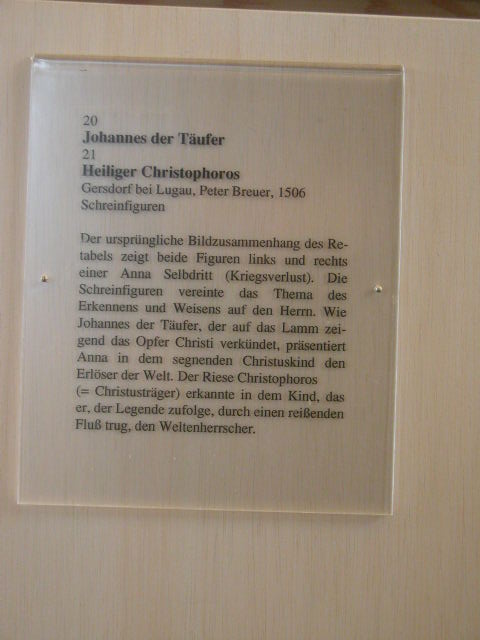 20
Johannes der Täufer
21
Heiliger Christophoros
Gersdorf bei Lugau, Peter Breuer, 1506
Schreinfiguren
Der ursprüngliche Bildzusammenhang des Re-
tabels zeigt beide Figuren links und rechts
einer Anna Selbdritt (Kriegsverlust). Die
Schreinfiguren vereinte das Thema des
Erkennens und Weisens auf den Herrn. Wie
Johannes der Täufer, der auf das Lamm zei-
gend das Opfer Christi verkündet, präsentiert
Anna in dem segnenden Christuskind den
Erlöser der Welt. Der Riese Christophoros
(= Christusträger) erkannte in dem Kind, das
er, der Legende zufolge, durch einen reißenden
Fluß trug, den Weltenherrscher.